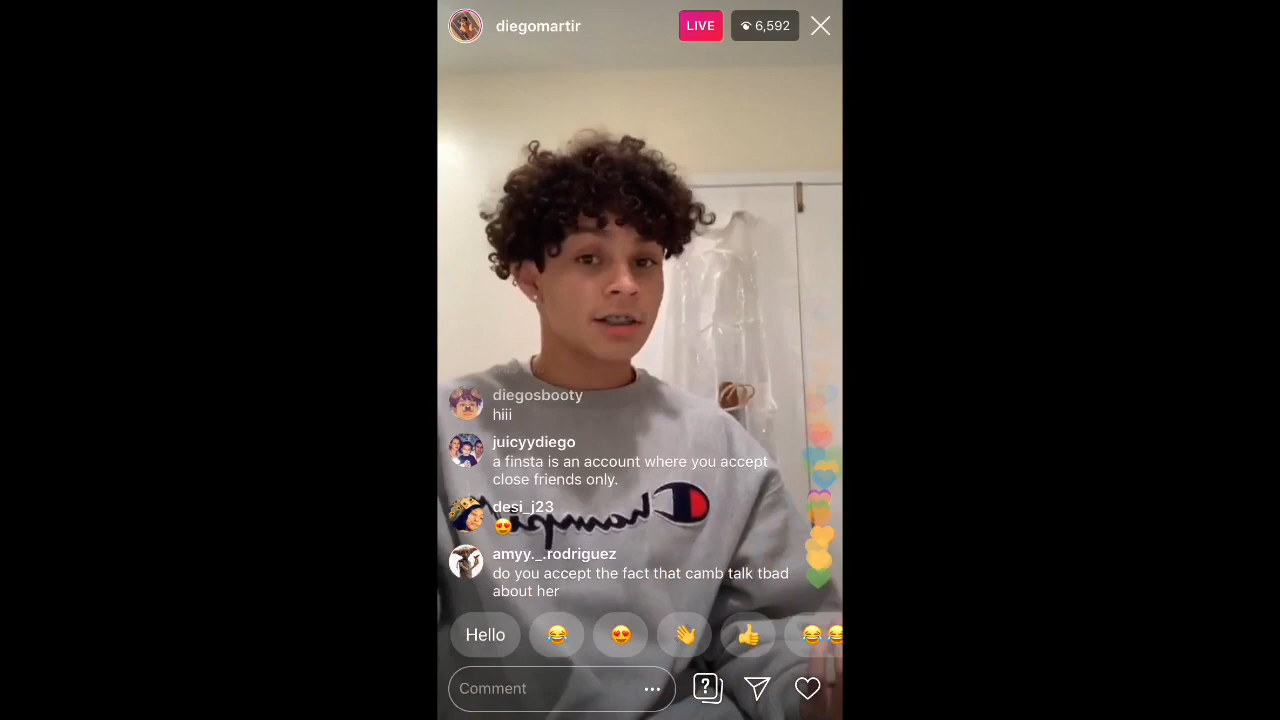 diegomartir
LIVE
6,592
diegosbooty
hiii
juicyydiego
a finsta is an account where you accept
close friends only.
desi_j23
😍
Champion
amyy._.rodriguez
do you accept the fact that camb talk tbad
about her
Hello 😂 😍 👋 👍 😂😂
Comment